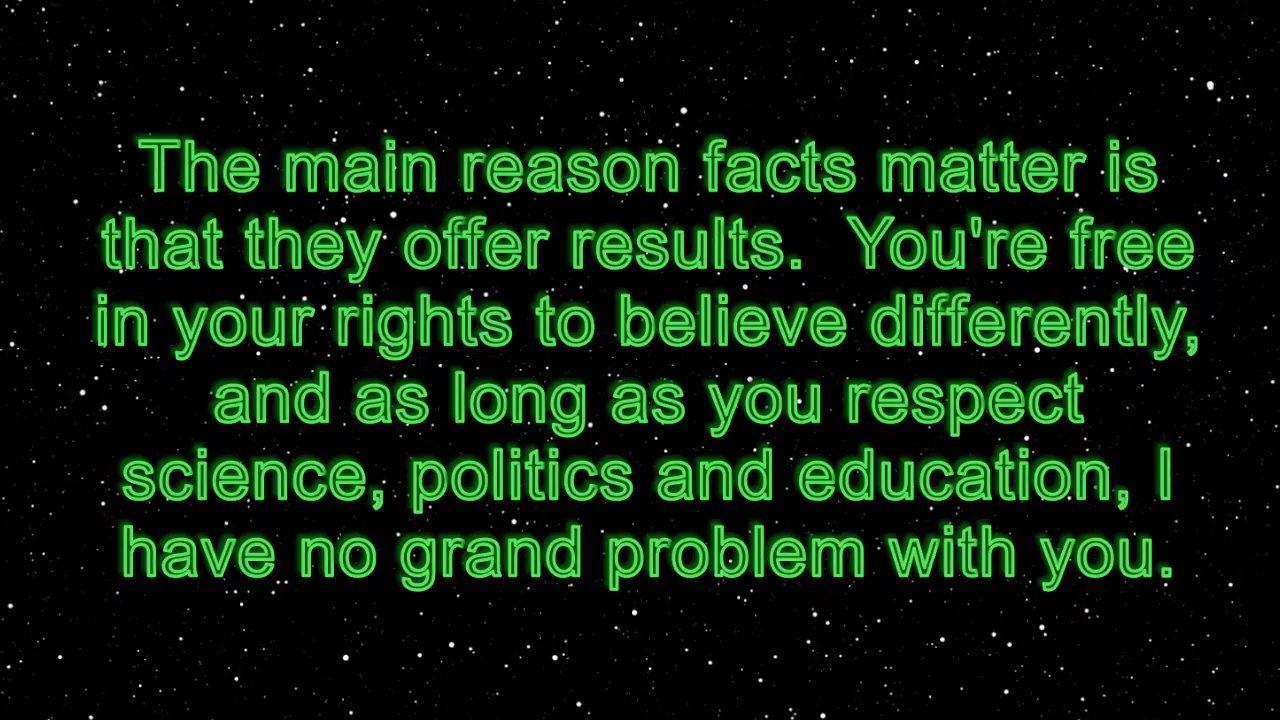 The main reason facts matter is
that they offer results.  You're free
in your rights to believe differently,
and as long as you respect
science, politics and education, I
have no grand problem with you.